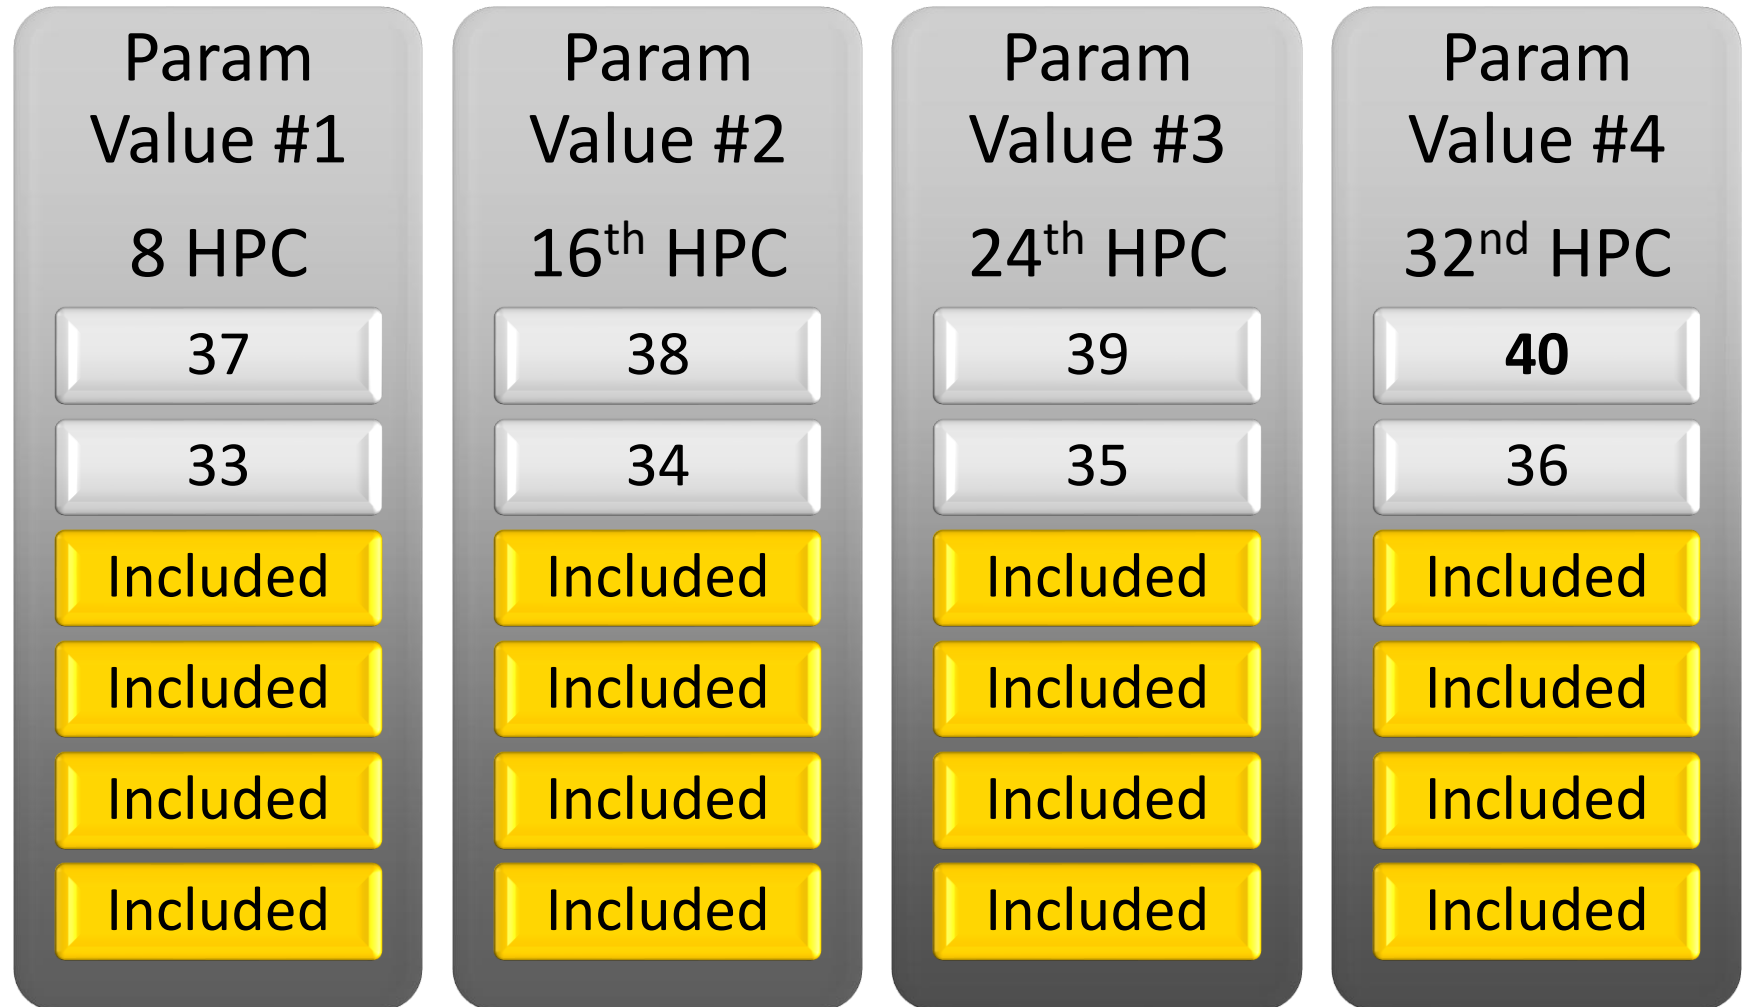 Param
Value #1
8 HPC
37
33
Included
Included
Included
Included
Param
Value #2
16th HPC
38
34
Included
Included
Included
Included
Param
Value #3
24th HPC
39
35
Included
Included
Included
Included
Param
Value #4
32nd HPC
40
36
Included
Included
Included
Included